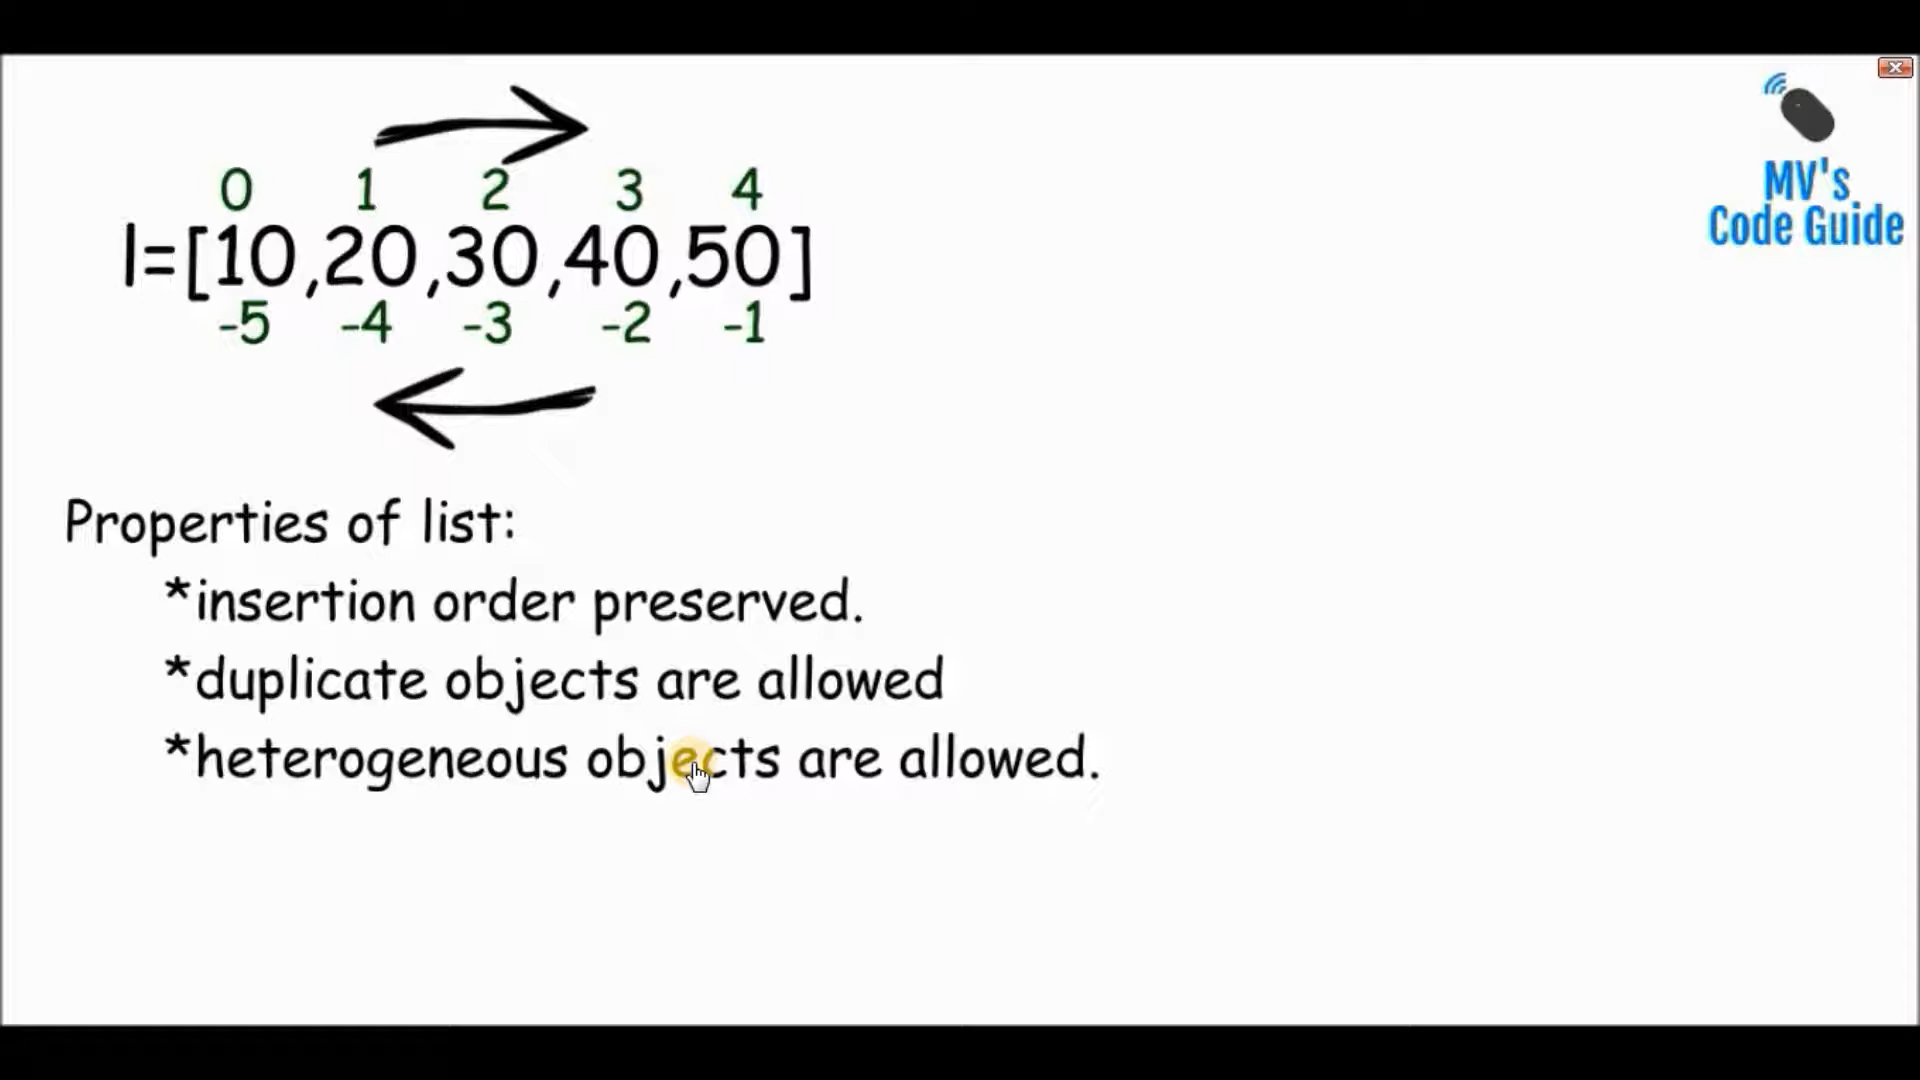 0 1 2 3 4
l=[10,20,30,40,50]
-5 -4 -3 -2 -1
MV's
Code Guide
Properties of list:
*insertion order preserved.
*duplicate objects are allowed
*heterogeneous objects are allowed.